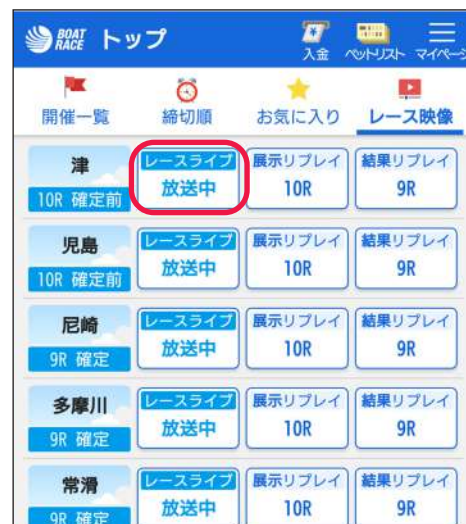 BOAT RACE トップ
入金 ベットリスト マイページ
開催一覧 締切順 お気に入り レース映像
津 レースライブ 展示リプレイ 結果リプレイ
10R 確定前 放送中 10R 9R
児島 レースライブ 展示リプレイ 結果リプレイ
10R 確定前 放送中 10R 9R
尼崎 レースライブ 展示リプレイ 結果リプレイ
9R 確定 放送中 10R 9R
多摩川 レースライブ 展示リプレイ 結果リプレイ
9R 確定 放送中 10R 9R
常滑 レースライブ 展示リプレイ 結果リプレイ
9R 確定 放送中 10R 9R